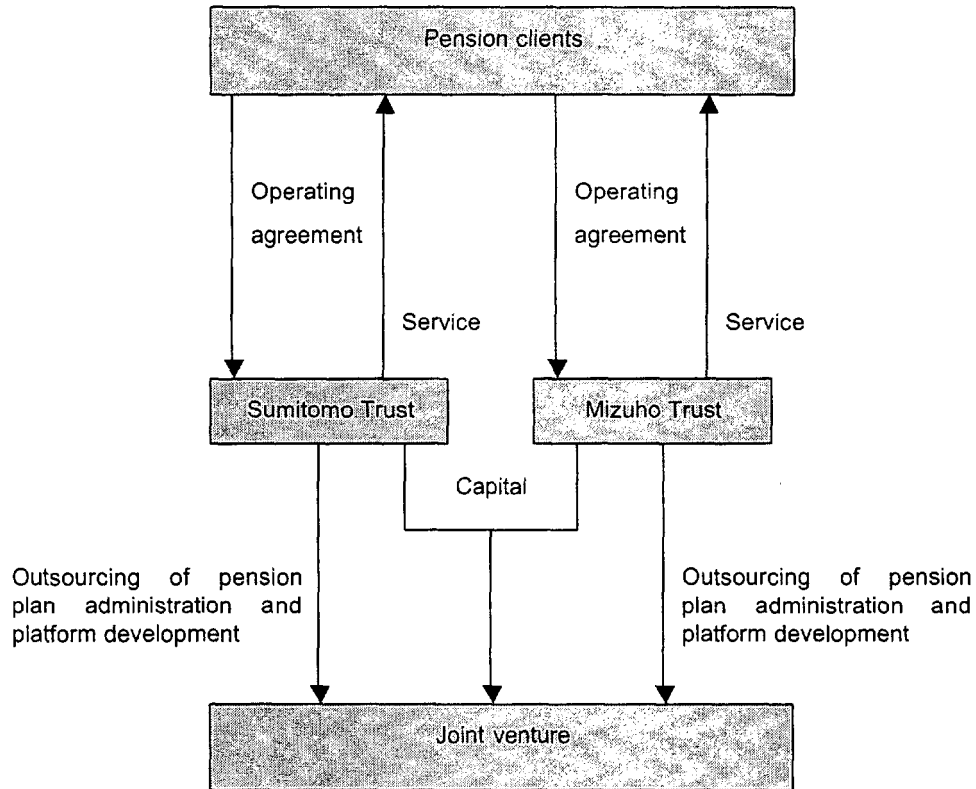 Pension clients
Operating
agreement
Operating
agreement
Service
Service
Sumitomo Trust
Mizuho Trust
Capital
Outsourcing of pension
plan administration and
platform development
Outsourcing of pension
plan administration and
platform development
Joint venture